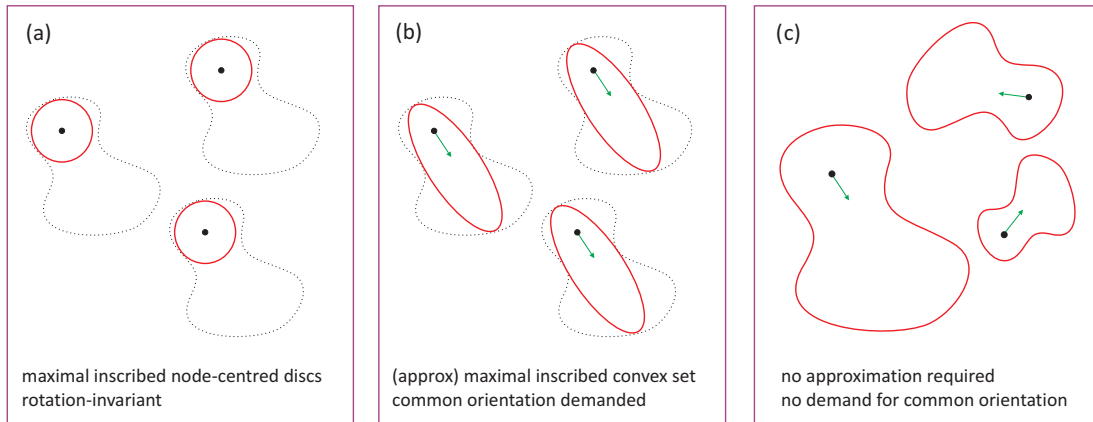 (a)
maximal inscribed node-centred discs
rotation-invariant
(b)
(approx) maximal inscribed convex set
common orientation demanded
(c)
no approximation required
no demand for common orientation